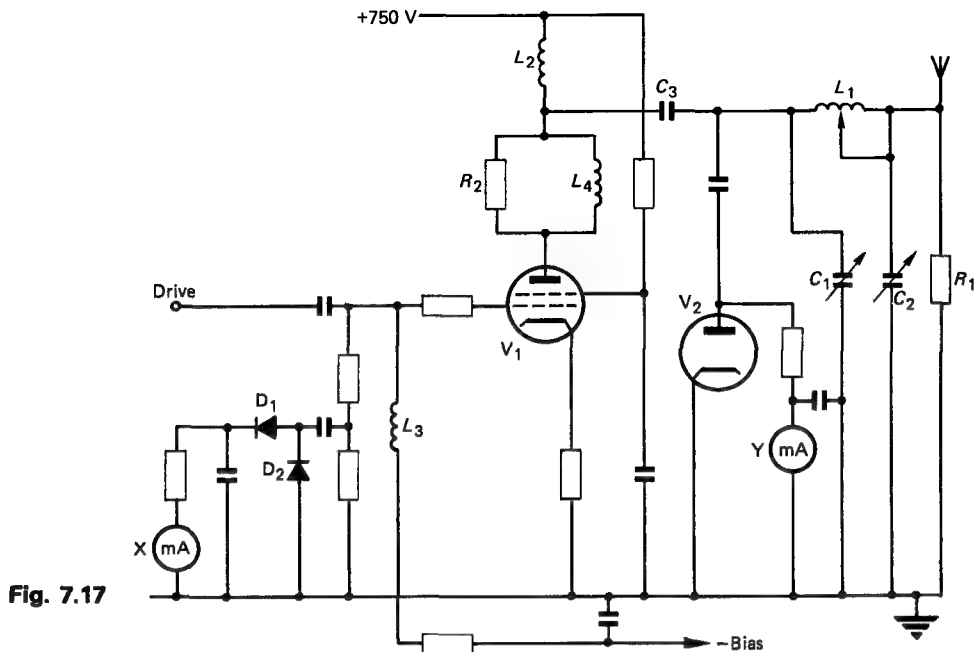 +750 V
L2
C3
L1
R2
L4
Drive
V1
V2
C1
C2
R1
D1
D2
L3
X mA
Y mA
Fig. 7.17
−Bias